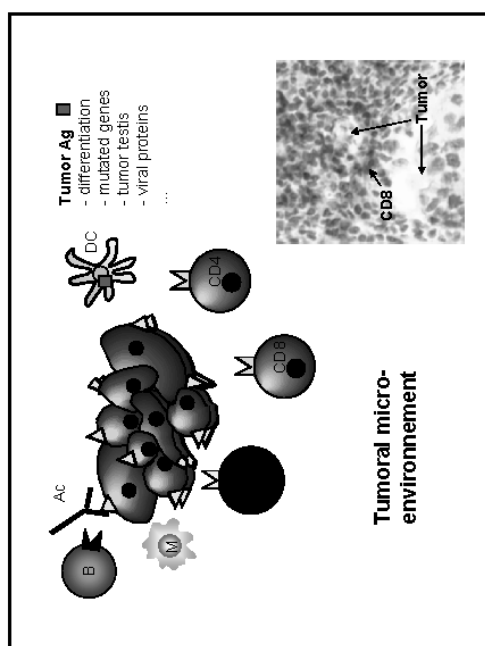 Tumor Ag
- differentiation
- mutated genes
- tumor testis
- viral proteins
...
DC
CD4
CD8
Ac
B
M
Tumor
CD8
Tumoral micro-
environnement